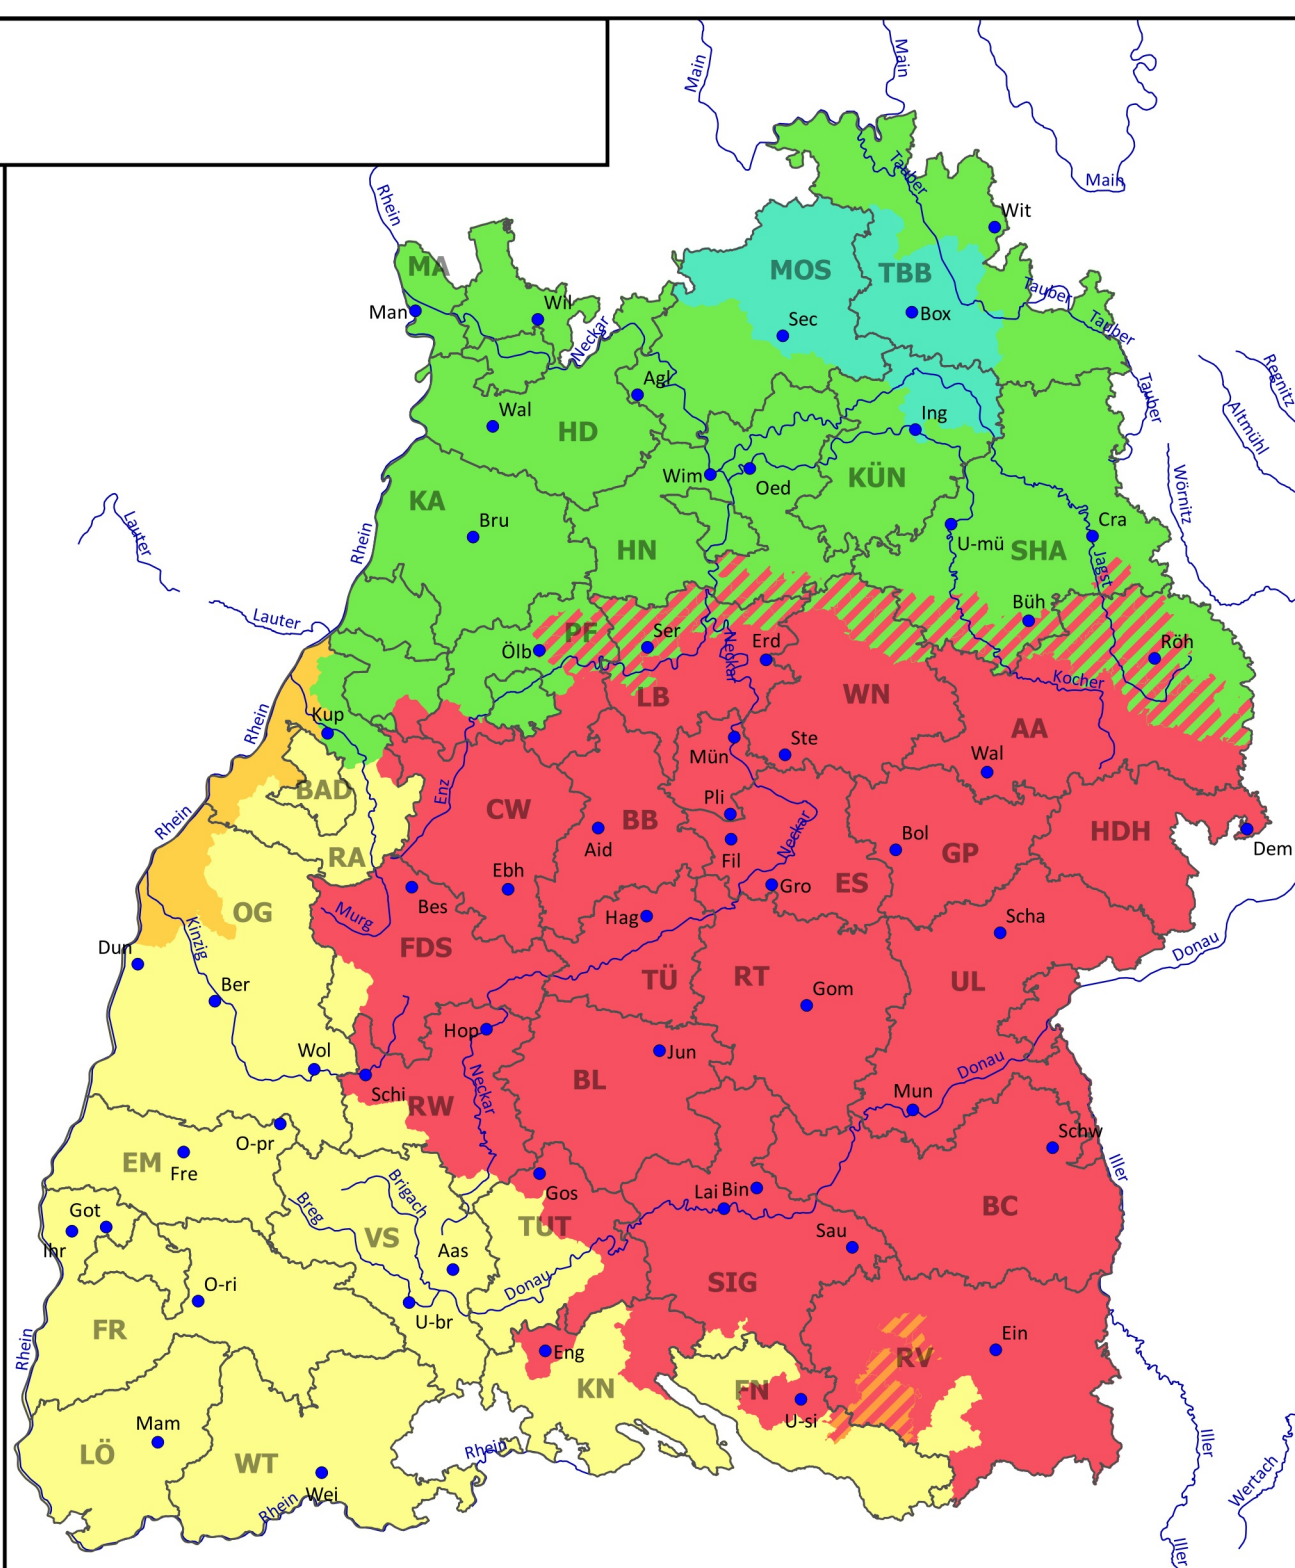 Main
Main
Main
Tauber
Wit
Rhein
MA
MOS
TBB
Tauber
Man
Wil
Neckar
Sec
Box
Tauber
Tauber
Regnitz
Altmühl
Agl
Wal
HD
Ing
Wim
Oed
KÜN
Wörnitz
KA
Bru
Rhein
Lauter
HN
U-mü
SHA
Cra
Jagst
Lauter
PF
Ölb
Ser
Neckar
Erd
Büh
Röh
Kocher
LB
WN
AA
Rhein
Kup
Mün
Ste
Wal
BAD
Enz
CW
BB
Aid
Pli
Fil
Neckar
Bol
GP
HDH
Dem
Rhein
RA
Ebh
Bes
Hag
Gro
ES
OG
Murg
Kinzig
FDS
Scha
Donau
Dun
Ber
TÜ
RT
Gom
UL
Wol
Hop
Jun
Donau
Schi
RW
Neckar
BL
Mun
Schw
Iller
O-pr
EM
Fre
Gos
Lai
Bin
BC
Got
Ihr
Breg
Brigach
VS
Aas
TUT
Donau
Sau
O-ri
U-br
SIG
FR
Rhein
Eng
KN
FN
U-si
RV
Ein
Mam
LÖ
WT
Wei
Rhein
Rhein
Iller
Wertach
Iller